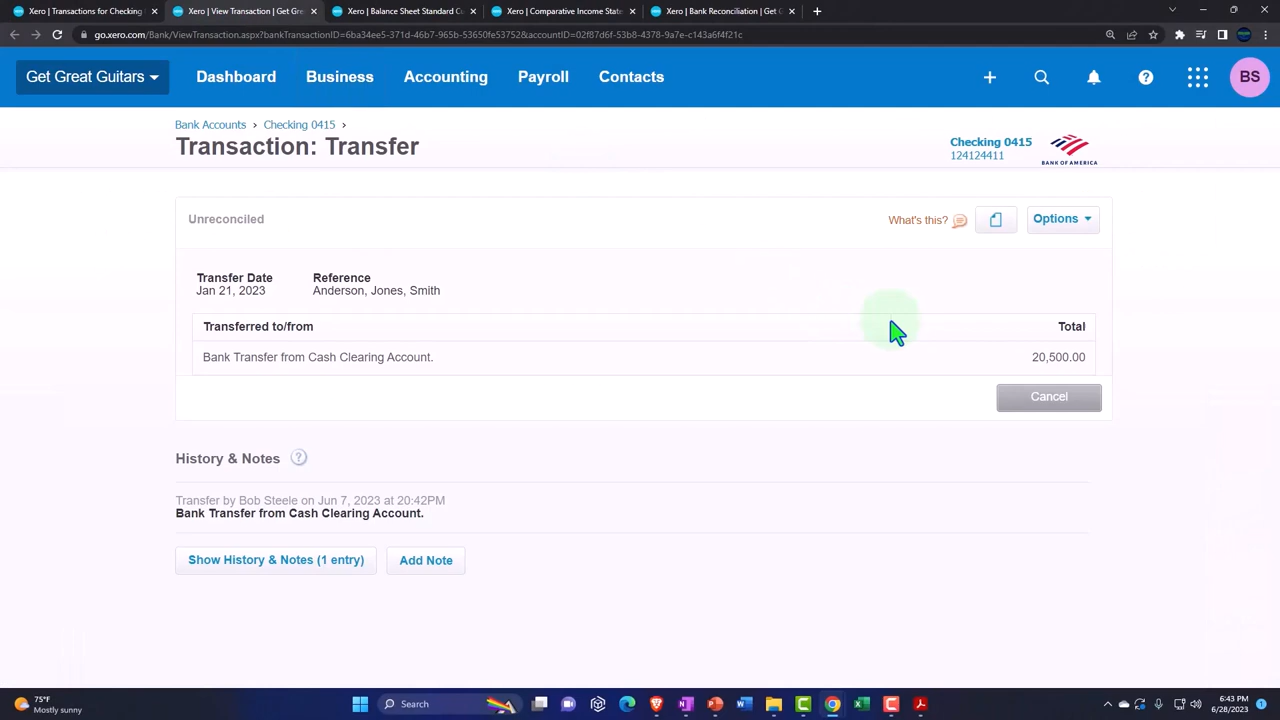 Xero | Transactions for Checking
Xero | View Transaction | Get Gre
Xero | Balance Sheet Standard Cu
Xero | Comparative Income State
Xero | Bank Reconciliation | Get G
go.xero.com/Bank/ViewTransaction.aspx?bankTransactionID=6ba34ee5-371d-46b7-965b-53650fe53752&accountID=02f87d6f-53b8-4378-9a7e-c143a6f4f21c
Get Great Guitars
Dashboard
Business
Accounting
Payroll
Contacts
BS
Bank Accounts › Checking 0415 ›
Transaction: Transfer
Checking 0415
124124411
BANK OF AMERICA
Unreconciled
What's this?
Options
Transfer Date
Reference
Jan 21, 2023
Anderson, Jones, Smith
Transferred to/from
Total
Bank Transfer from Cash Clearing Account.
20,500.00
Cancel
History & Notes
Transfer by Bob Steele on Jun 7, 2023 at 20:42PM
Bank Transfer from Cash Clearing Account.
Show History & Notes (1 entry)
Add Note
75°F
Mostly sunny
Search
6:43 PM
6/28/2023